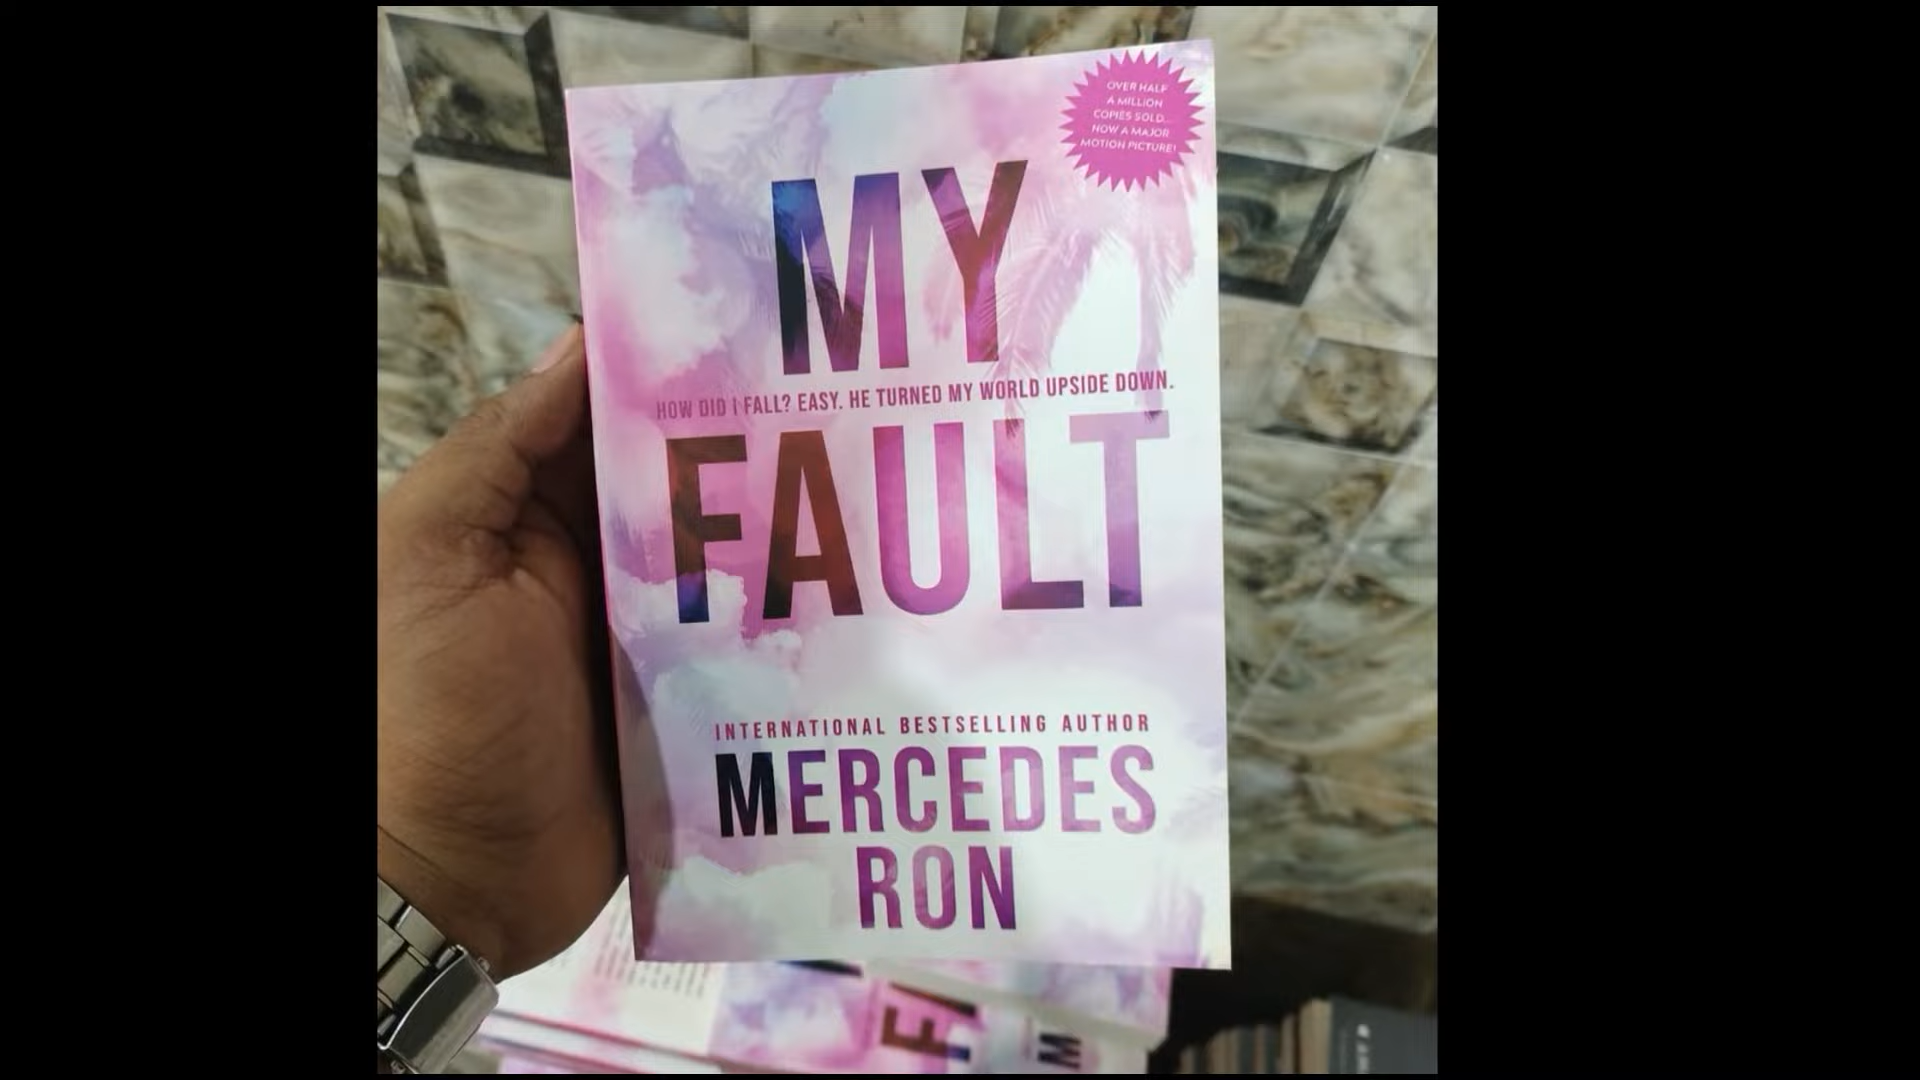 OVER HALF
A MILLION
COPIES SOLD...
NOW A MAJOR
MOTION PICTURE!
MY
HOW DID I FALL? EASY. HE TURNED MY WORLD UPSIDE DOWN.
FAULT
INTERNATIONAL BESTSELLING AUTHOR
MERCEDES
RON
FA
M